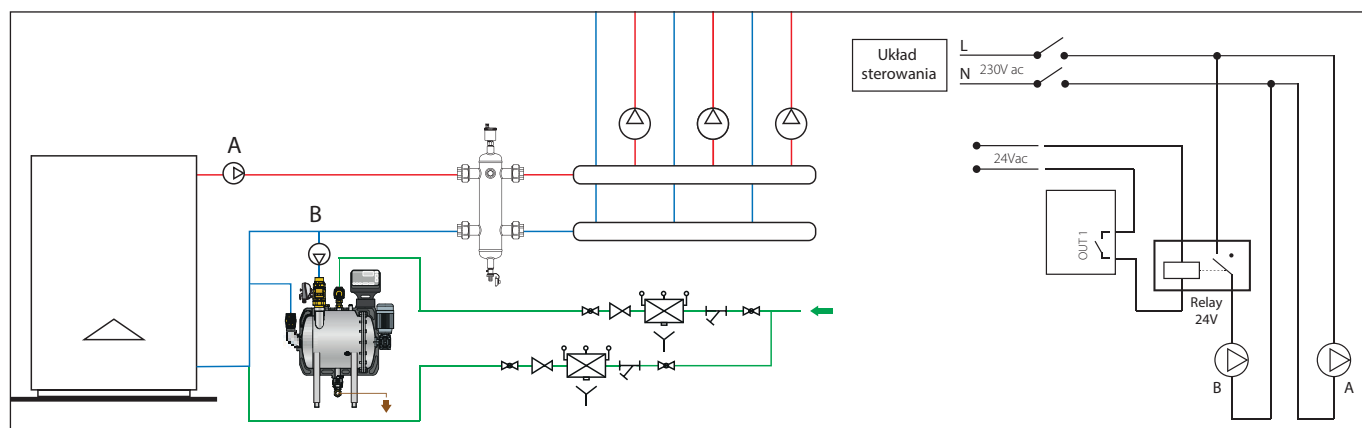 A
B
Układ
sterowania
L
N
230V ac
24Vac
OUT 1
Relay
24V
B
A